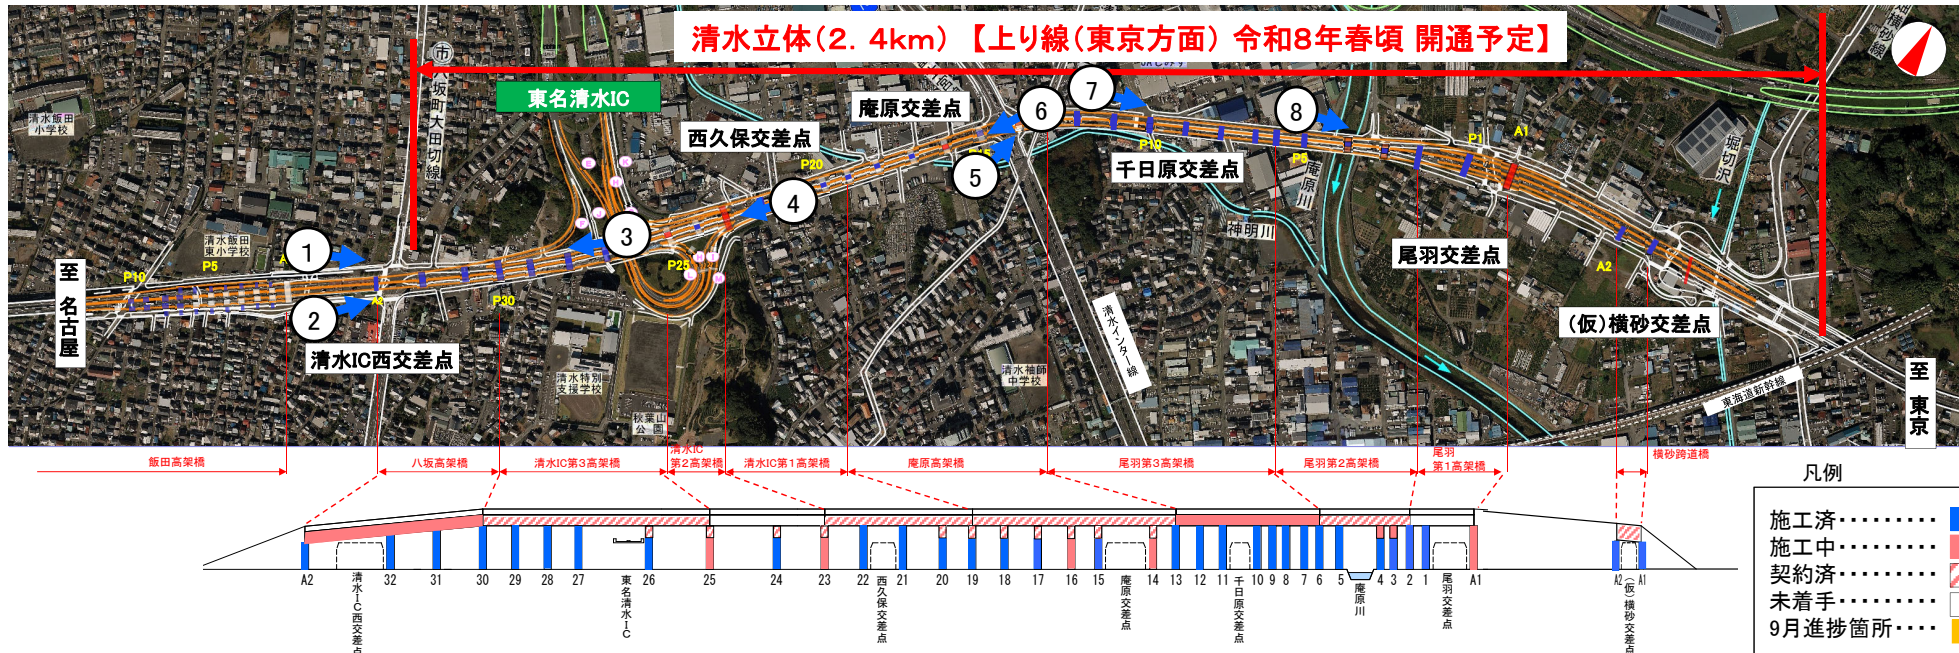 清水立体(2. 4km) 【上り線(東京方面) 令和8年春頃 開通予定】
東名清水IC
西久保交差点
庵原交差点
千日原交差点
尾羽交差点
(仮)横砂交差点
清水IC西交差点
至 名古屋
至 東京
市
八坂町大田切線
横砂線
堀切沢
庵原川
神明川
清水インター線
東海道新幹線
清水飯田
小学校
清水飯田
東小学校
清水特別
支援学校
秋葉山
公園
清水袖師
中学校
1
2
3
4
5
6
7
8
P10
P5
A2
P30
P25
P20
P10
P5
P1
A1
A2
E
K
H
J
F
L
H
T
M
飯田高架橋
八坂高架橋
清水IC第3高架橋
清水IC
第2高架橋
清水IC第1高架橋
庵原高架橋
尾羽第3高架橋
尾羽第2高架橋
尾羽
第1高架橋
横砂跨道橋
A2
清水IC西交差点
32
31
30
29
28
27
東名清水IC
26
25
24
23
22
西久保交差点
21
20
19
18
17
16
15
庵原交差点
14
13
12
11
千日原交差点
10
9
8
7
6
5
庵原川
4
3
2
1
尾羽交差点
A1
A2
(仮)横砂交差点
A1
凡例
施工済・・・・・・・・・
施工中・・・・・・・・・
契約済・・・・・・・・・
未着手・・・・・・・・・
9月進捗箇所・・・・